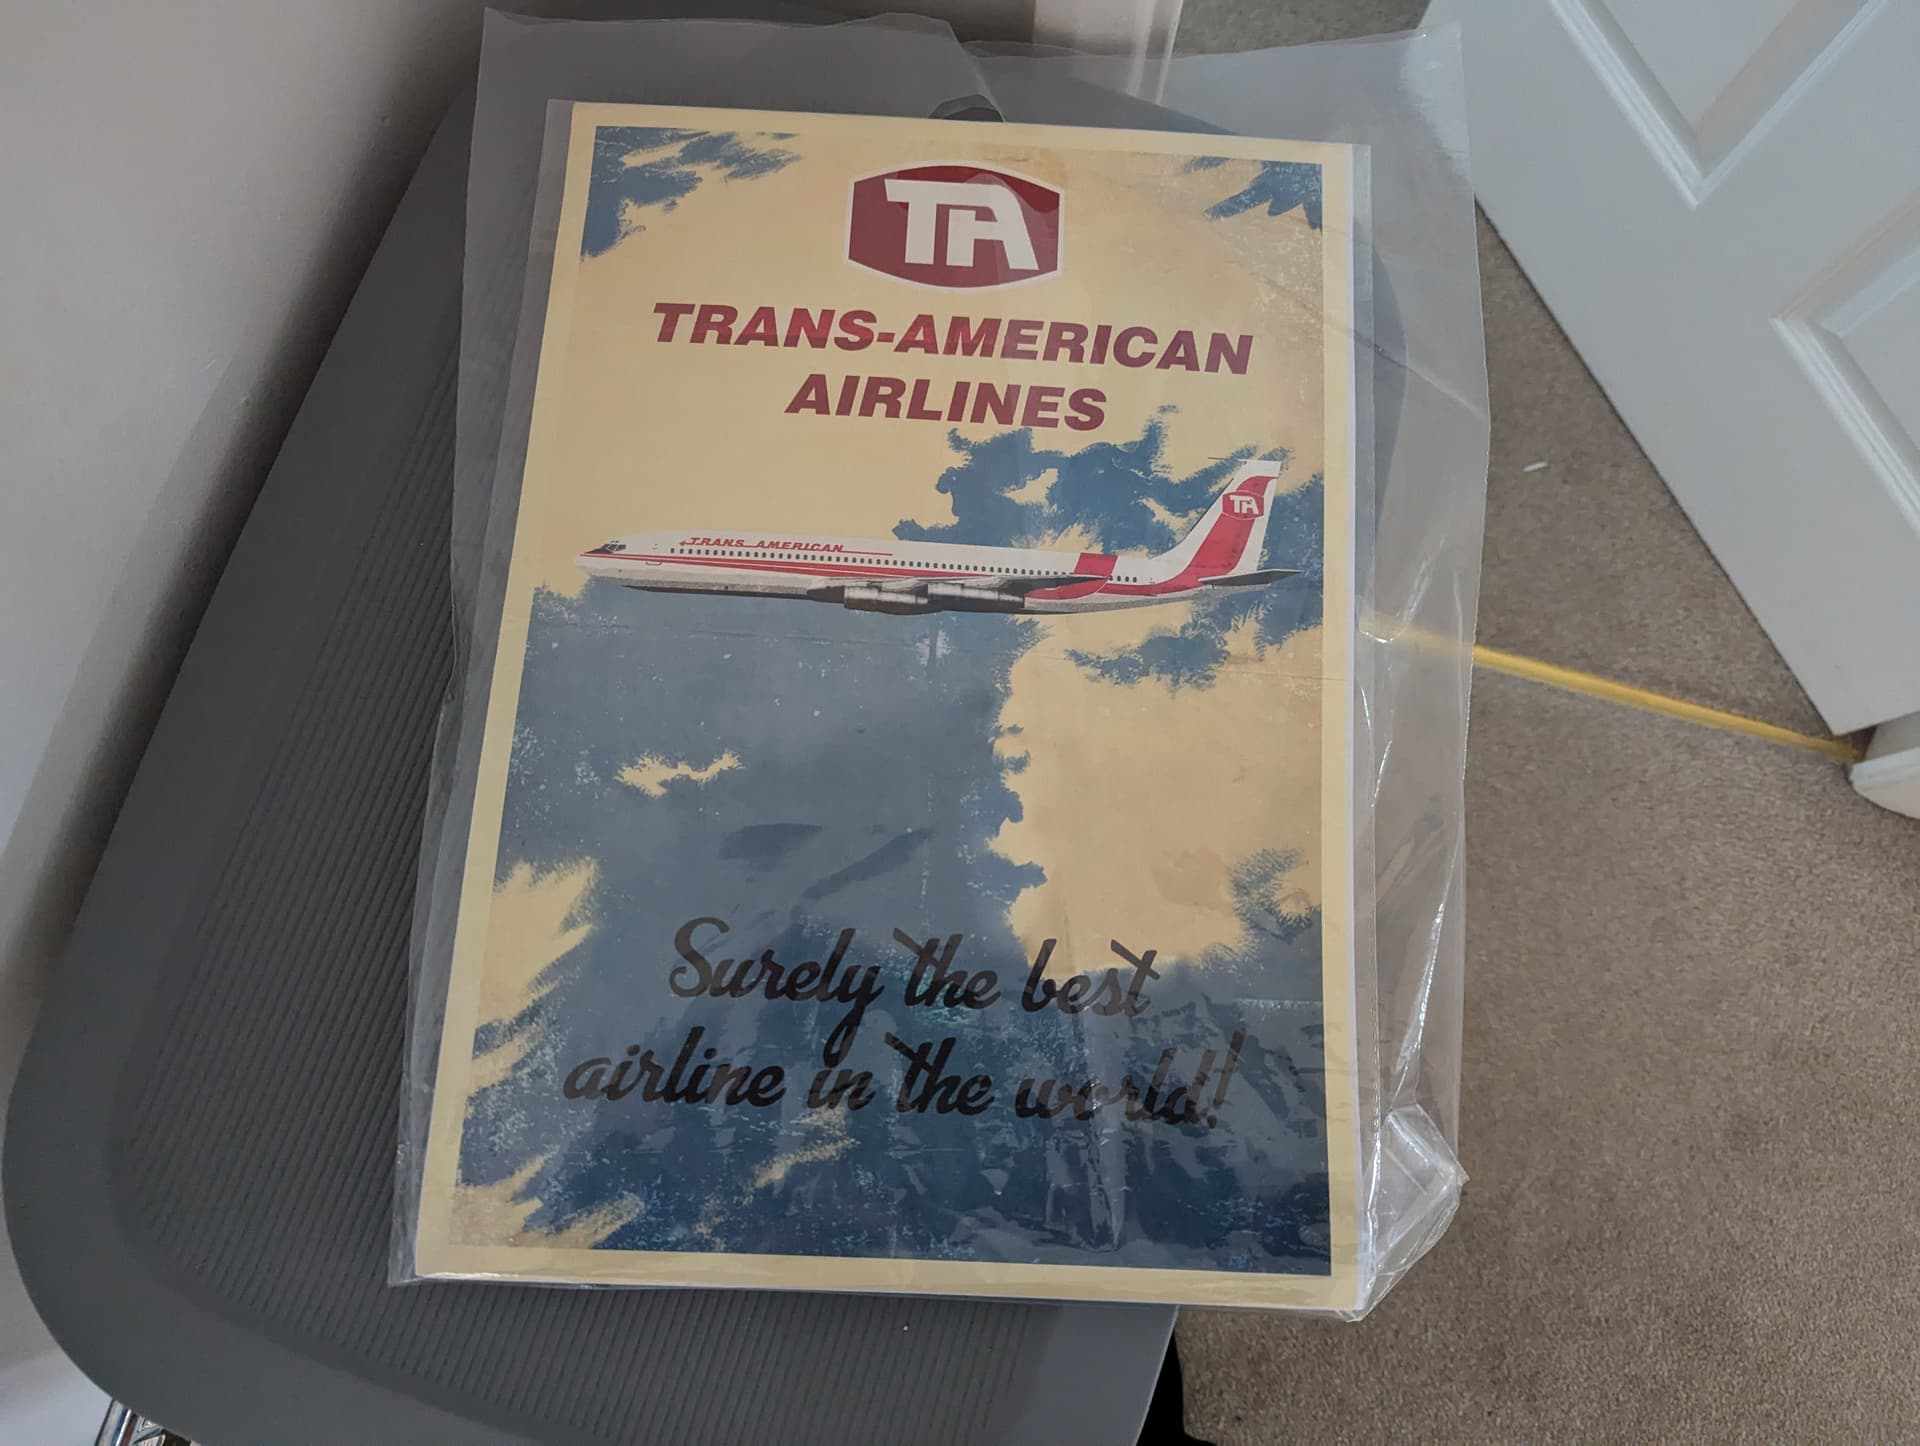 TA
TRANS-AMERICAN
AIRLINES
TA
TRANS AMERICAN
Surely the best
airline in the world!